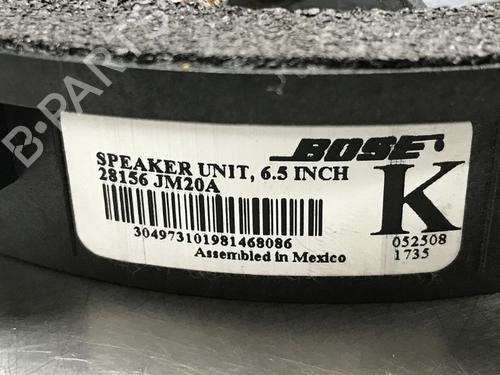 B-PARTS
BOSE
SPEAKER UNIT, 6.5 INCH
28156 JM20A
K
304973101981468086
052508
1735
Assembled in Mexico